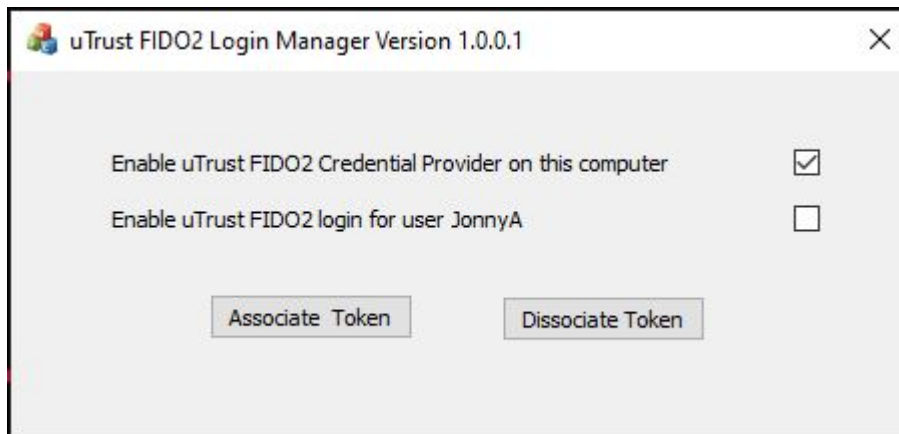 uTrust FIDO2 Login Manager Version 1.0.0.1
Enable uTrust FIDO2 Credential Provider on this computer
Enable uTrust FIDO2 login for user JonnyA
Associate Token
Dissociate Token